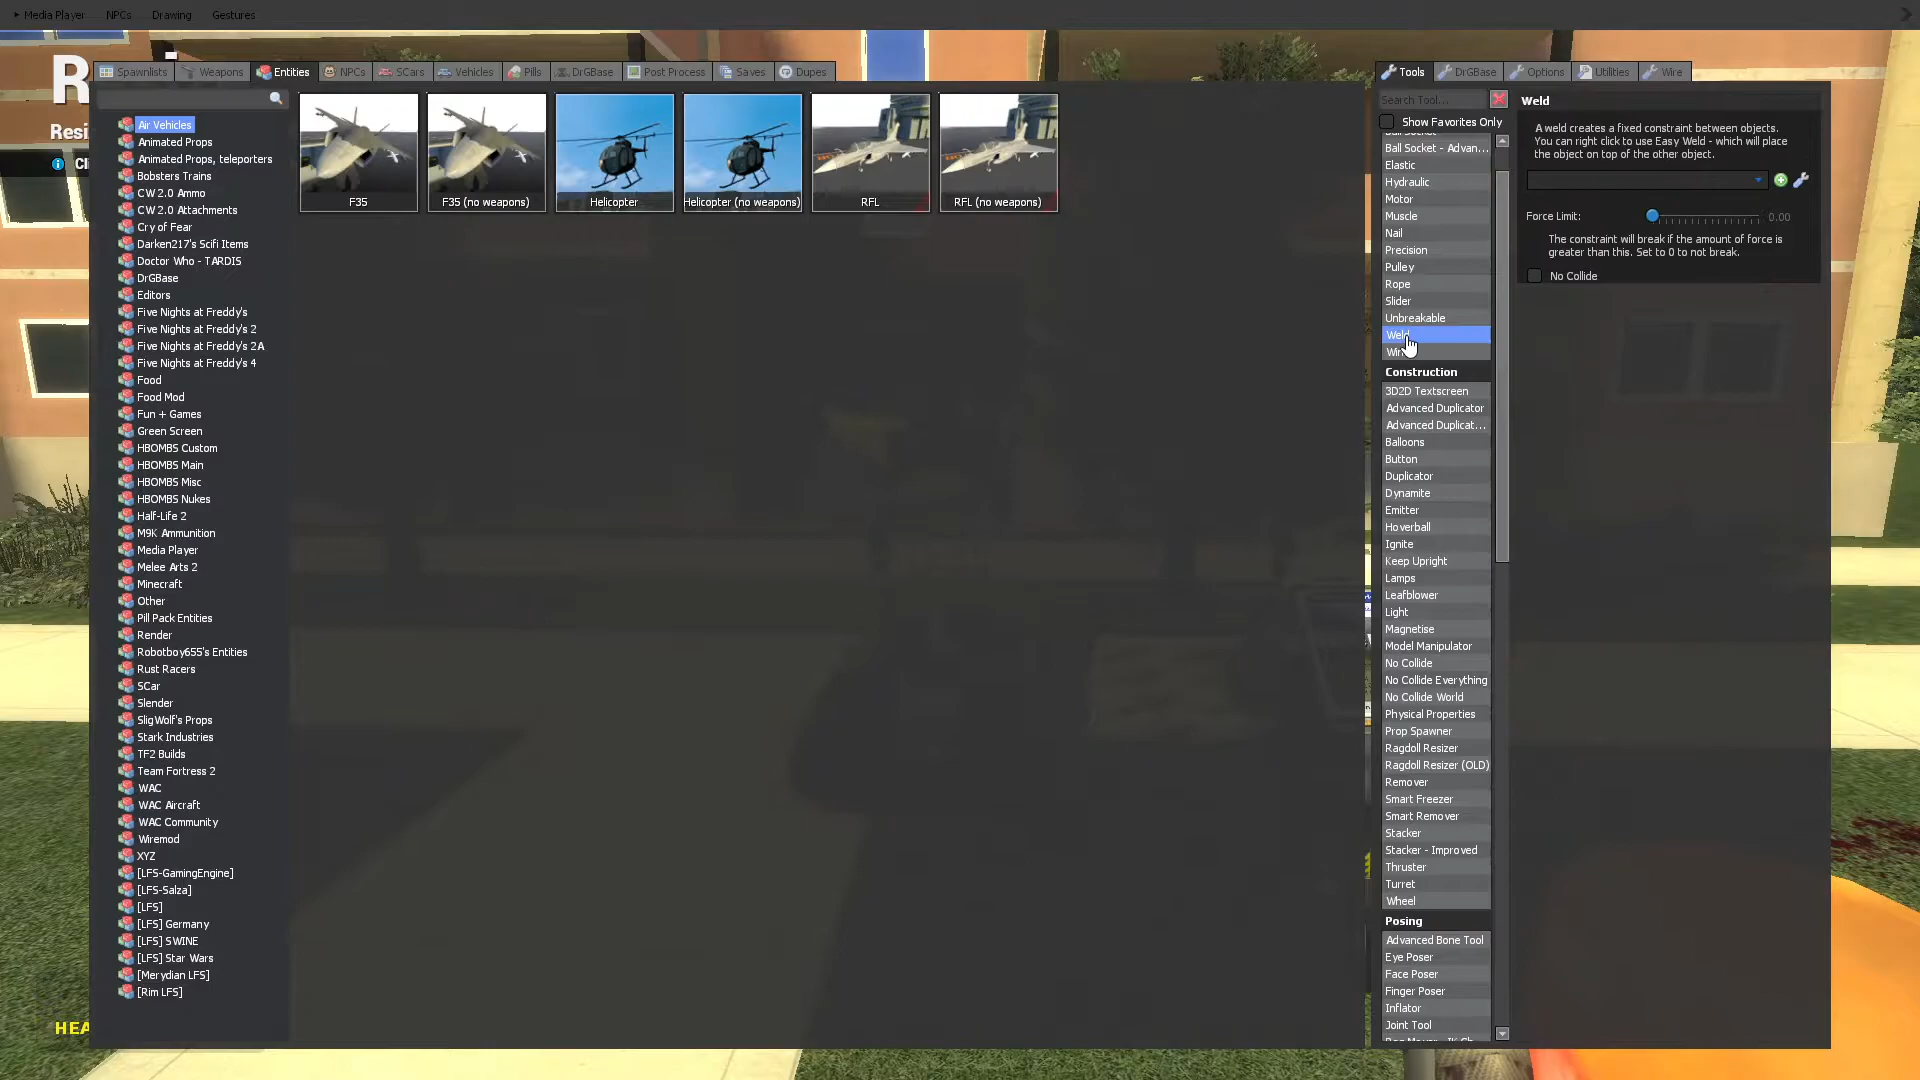 Media Player NPCs Drawing Gestures
R
Resi
Cl
HEA
Spawnlists Weapons Entities NPCs SCars Vehicles Pills DrGBase Post Process Saves Dupes
Air Vehicles
Animated Props
Animated Props, teleporters
Bobsters Trains
CW 2.0 Ammo
CW 2.0 Attachments
Cry of Fear
Darken217's Scifi Items
Doctor Who - TARDIS
DrGBase
Editors
Five Nights at Freddy's
Five Nights at Freddy's 2
Five Nights at Freddy's 2A
Five Nights at Freddy's 4
Food
Food Mod
Fun + Games
Green Screen
HBOMBS Custom
HBOMBS Main
HBOMBS Misc
HBOMBS Nukes
Half-Life 2
M9K Ammunition
Media Player
Melee Arts 2
Minecraft
Other
Pill Pack Entities
Render
Robotboy655's Entities
Rust Racers
SCar
Slender
SligWolf's Props
Stark Industries
TF2 Builds
Team Fortress 2
WAC
WAC Aircraft
WAC Community
Wiremod
XYZ
[LFS-GamingEngine]
[LFS-Salza]
[LFS]
[LFS] Germany
[LFS] SWINE
[LFS] Star Wars
[Merydian LFS]
[Rim LFS]
F35
F35 (no weapons)
Helicopter
Helicopter (no weapons)
RFL
RFL (no weapons)
Tools DrGBase Options Utilities Wire
Search Tool...
Show Favorites Only
Ball Socket
Ball Socket - Advan...
Elastic
Hydraulic
Motor
Muscle
Nail
Precision
Pulley
Rope
Slider
Unbreakable
Weld
Construction
3D2D Textscreen
Advanced Duplicator
Advanced Duplicat...
Balloons
Button
Duplicator
Dynamite
Emitter
Hoverball
Ignite
Keep Upright
Lamps
Leafblower
Light
Magnetise
Model Manipulator
No Collide
No Collide Everything
No Collide World
Physical Properties
Prop Spawner
Ragdoll Resizer
Ragdoll Resizer (OLD)
Remover
Smart Freezer
Smart Remover
Stacker
Stacker - Improved
Thruster
Turret
Wheel
Posing
Advanced Bone Tool
Eye Poser
Face Poser
Finger Poser
Inflator
Joint Tool
Weld
A weld creates a fixed constraint between objects.
You can right click to use Easy Weld - which will place
the object on top of the other object.
Force Limit: 0.00
The constraint will break if the amount of force is
greater than this. Set to 0 to not break.
No Collide